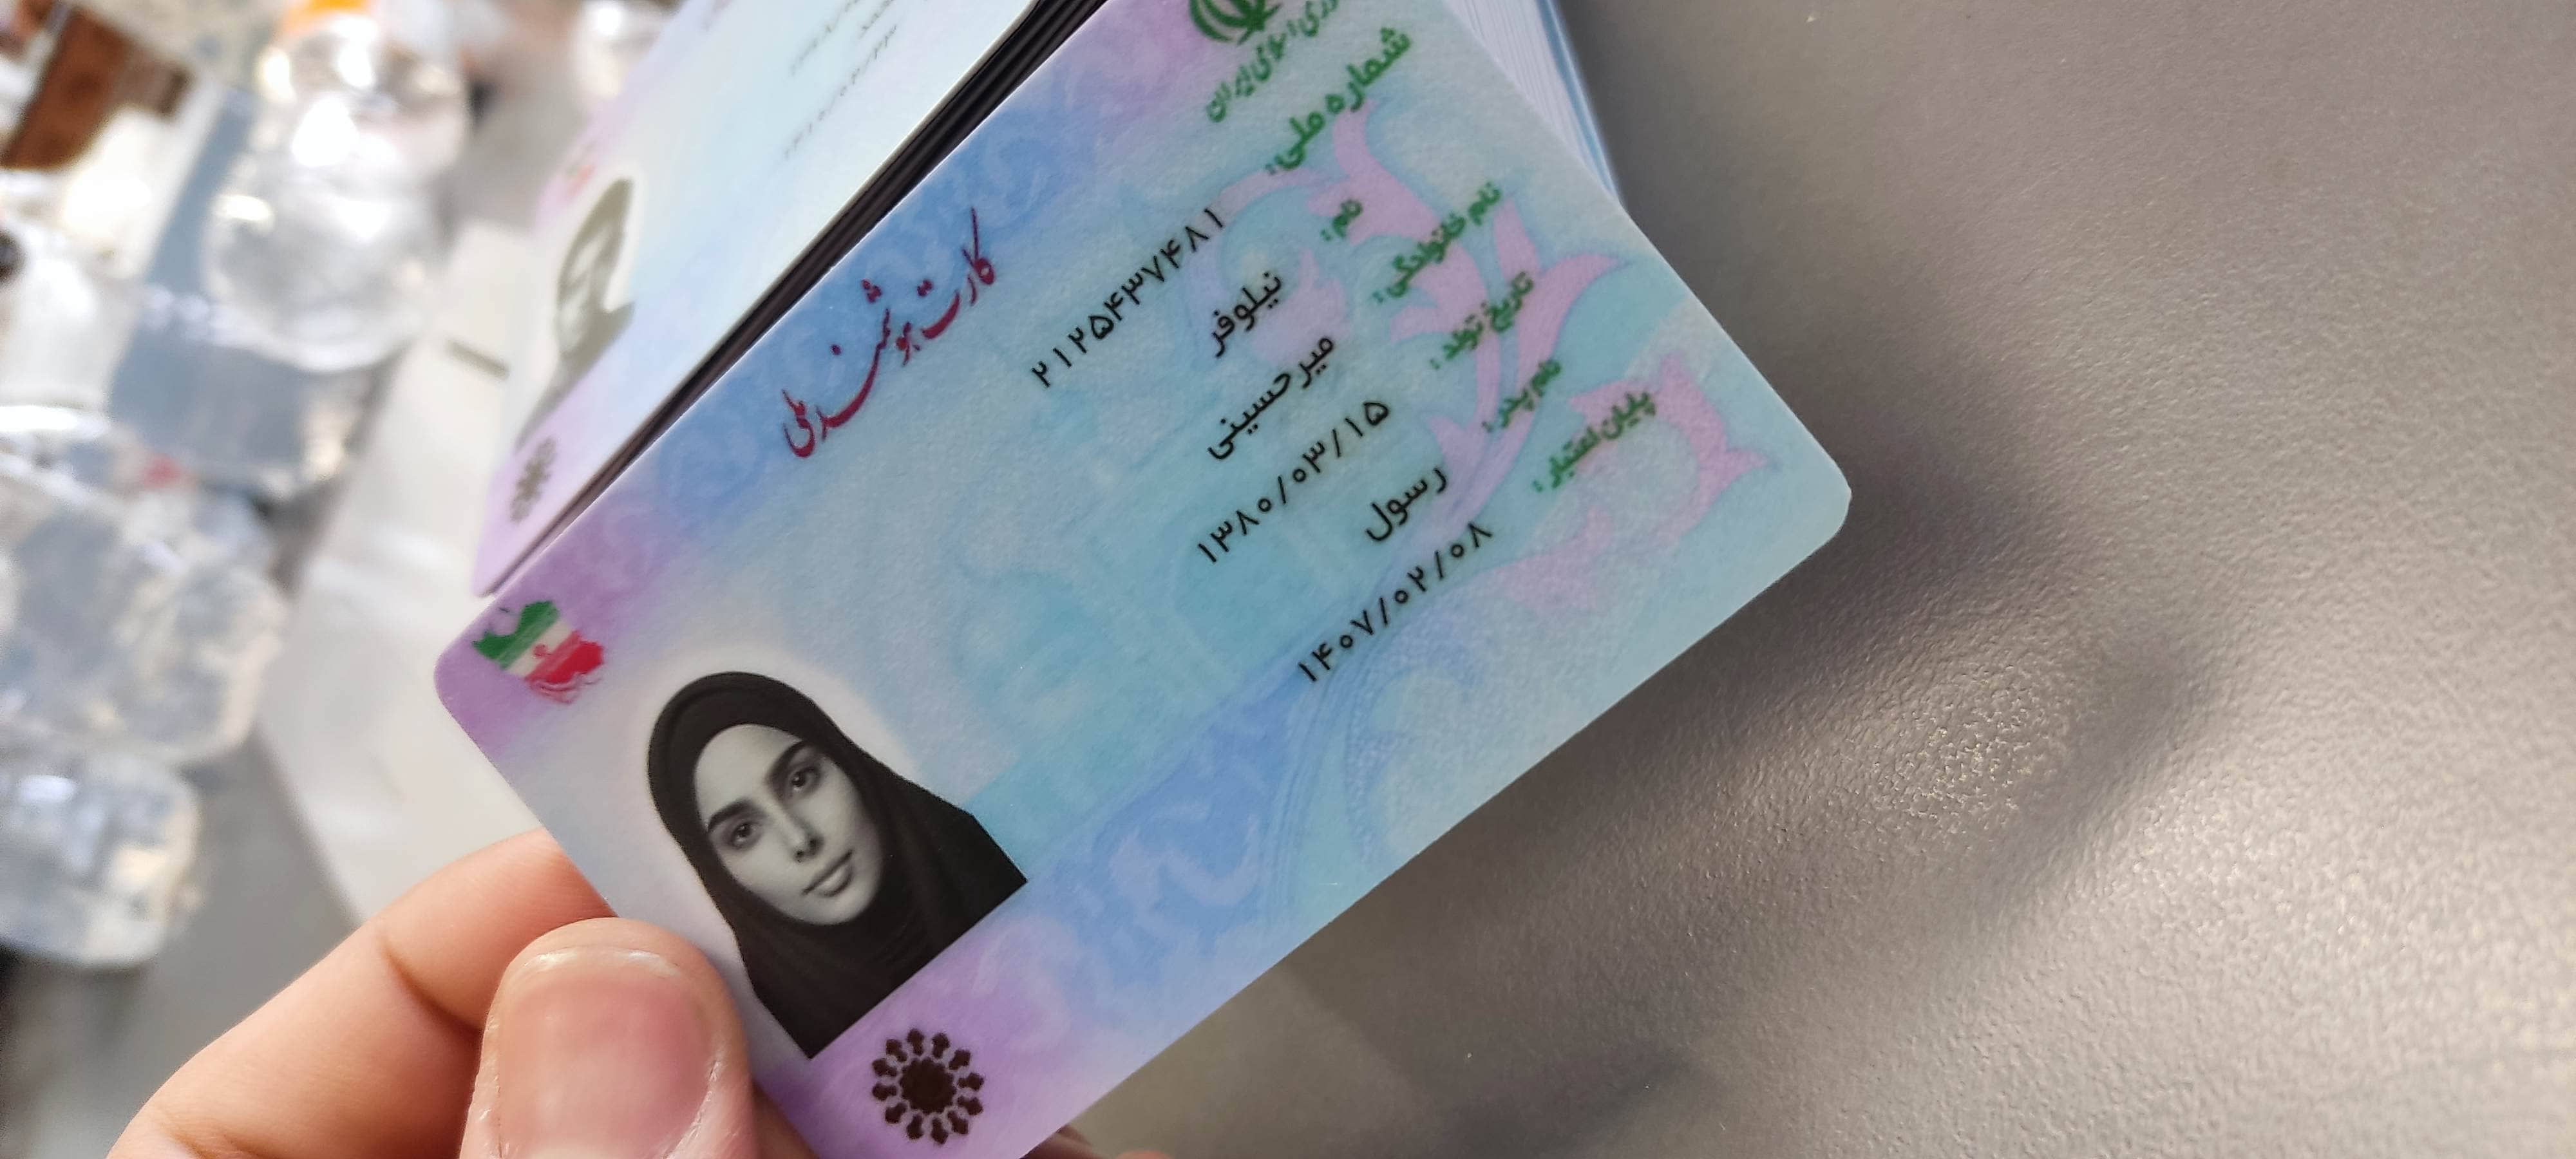 جمهوری اسلامی ایران
کارت هوشمند ملی
شماره ملی: ۲۱۲۵۴۳۷۴۸۱
نام: نیلوفر
نام خانوادگی: میرحسینی
تاریخ تولد: ۱۳۸۰/۰۳/۱۵
نام پدر: رسول
پایان اعتبار: ۱۴۰۷/۰۲/۰۸